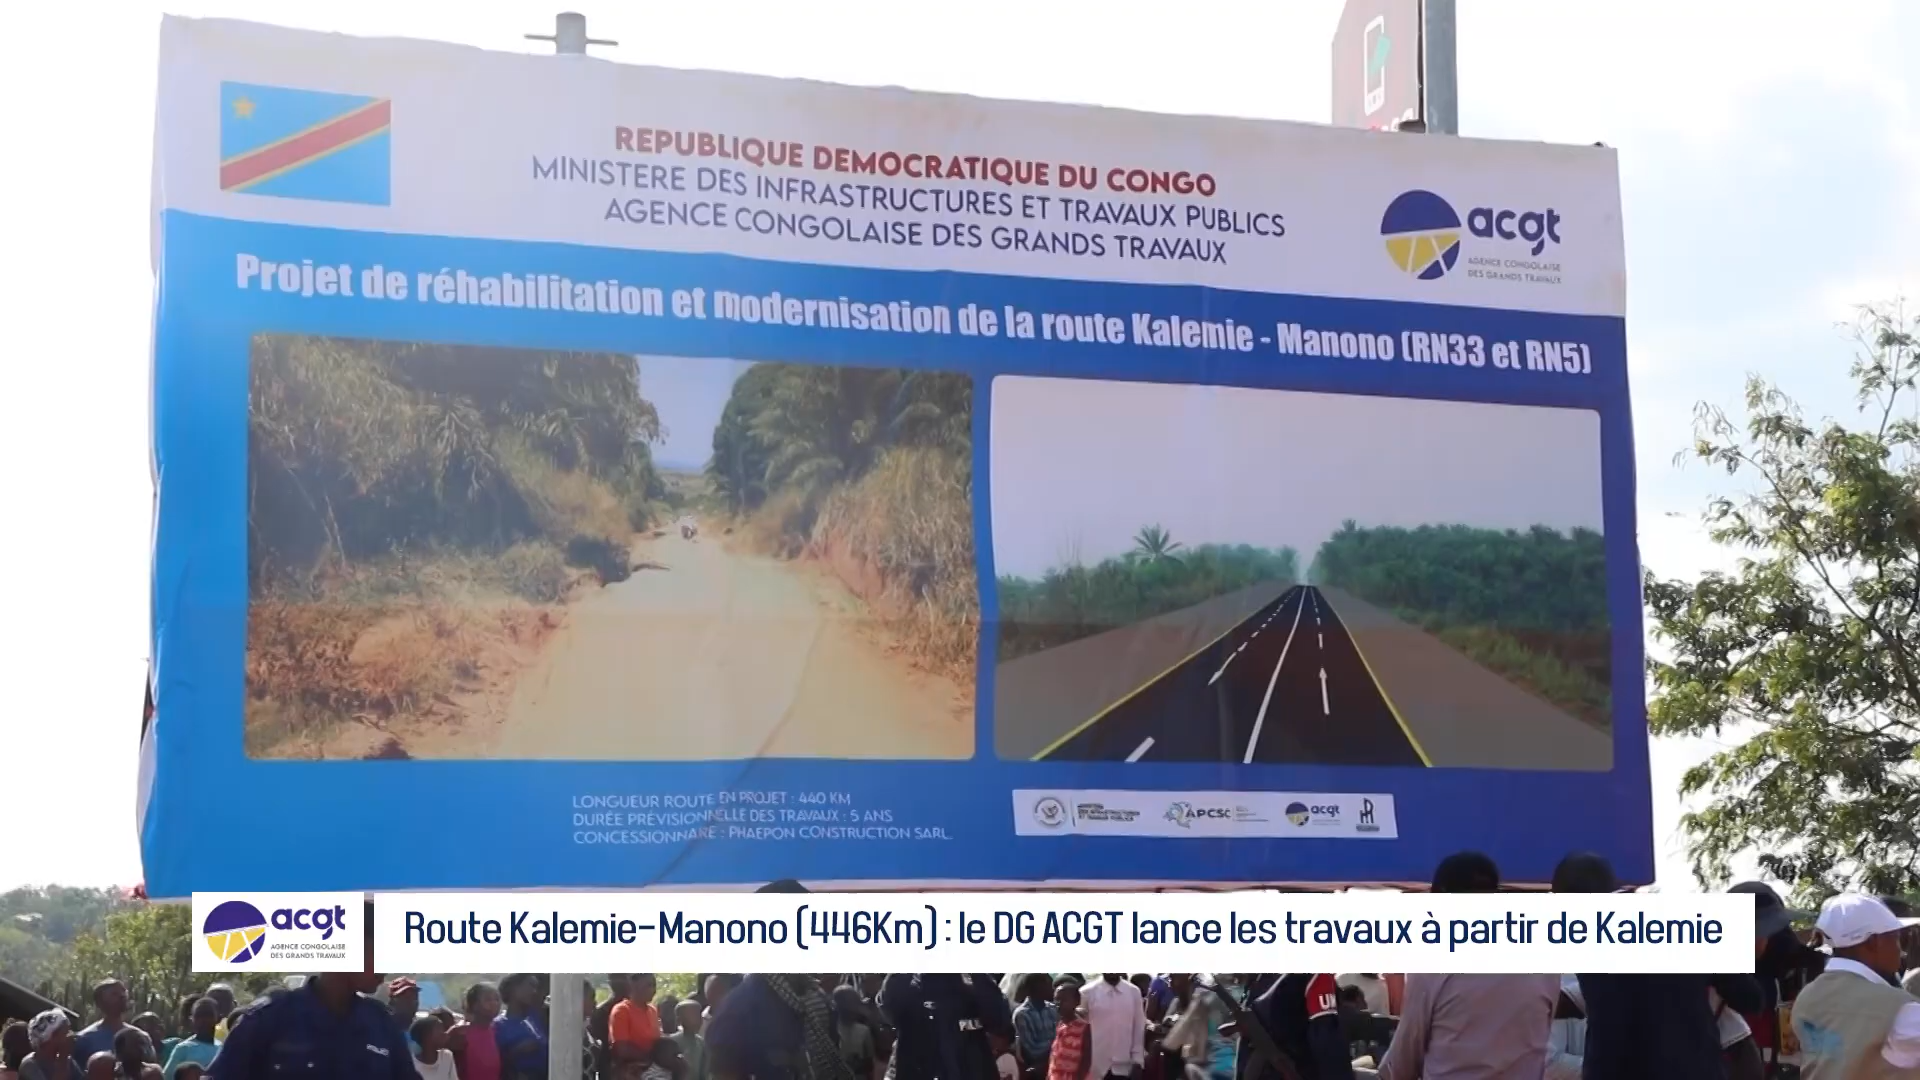 REPUBLIQUE DEMOCRATIQUE DU CONGO
MINISTERE DES INFRASTRUCTURES ET TRAVAUX PUBLICS
AGENCE CONGOLAISE DES GRANDS TRAVAUX
acgt
AGENCE CONGOLAISE
DES GRANDS TRAVAUX
Projet de réhabilitation et modernisation de la route Kalemie - Manono (RN33 et RN5)
LONGUEUR ROUTE EN PROJET : 440 KM
DURÉE PRÉVISIONNELLE DES TRAVAUX : 5 ANS
CONCESSIONNAIRE : PHAEPON CONSTRUCTION SARL.
APCSC
acgt
acgt
AGENCE CONGOLAISE
DES GRANDS TRAVAUX
Route Kalemie-Manono (446Km) : le DG ACGT lance les travaux à partir de Kalemie